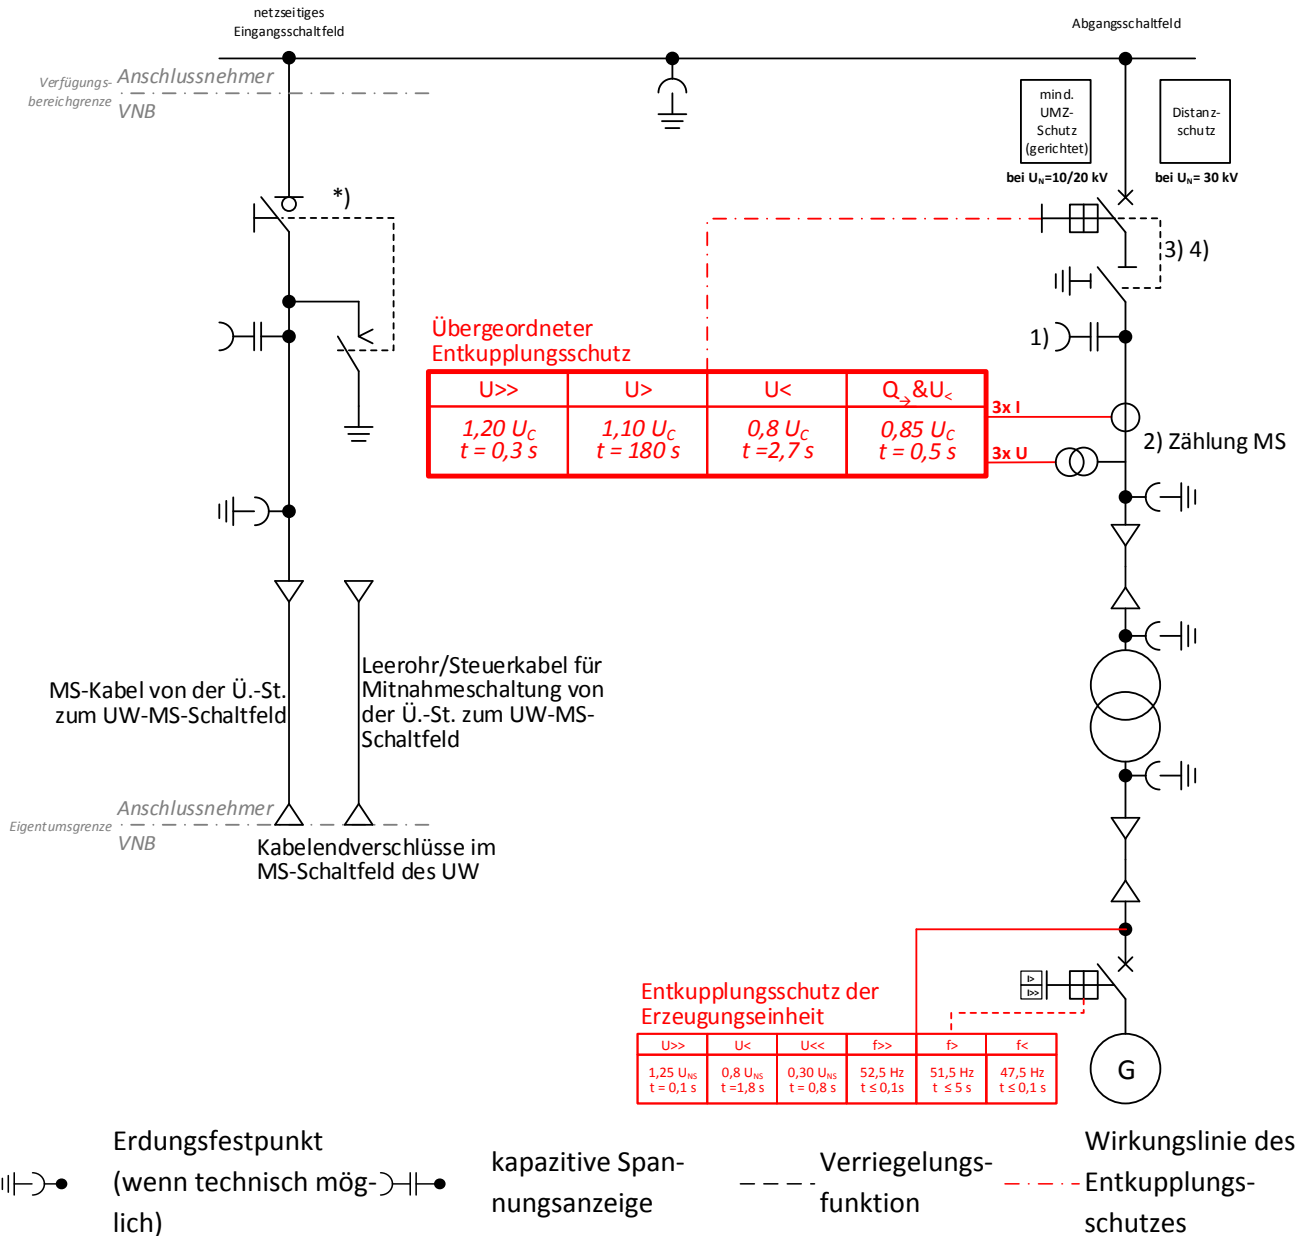 netzseitiges
Eingangsschaltfeld
Abgangsschaltfeld
Verfügungs-
bereichgrenze
Anschlussnehmer
VNB
mind.
UMZ-
Schutz
(gerichtet)
bei UN=10/20 kV
Distanz-
schutz
bei UN= 30 kV
*)
3) 4)
1)
Übergeordneter
Entkupplungsschutz
U>> U> U< Q→&U<
1,20 UC 1,10 UC 0,8 UC 0,85 UC
t = 0,3 s t = 180 s t =2,7 s t = 0,5 s
3x I
3x U
2) Zählung MS
MS-Kabel von der Ü.-St.
zum UW-MS-Schaltfeld
Leerohr/Steuerkabel für
Mitnahmeschaltung von
der Ü.-St. zum UW-MS-
Schaltfeld
Eigentumsgrenze
Anschlussnehmer
VNB
Kabelendverschlüsse im
MS-Schaltfeld des UW
I>
I>>
Entkupplungsschutz der
Erzeugungseinheit
U>> U< U<< f>> f> f<
1,25 UNS 0,8 UNS 0,30 UNS 52,5 Hz 51,5 Hz 47,5 Hz
t = 0,1 s t =1,8 s t = 0,8 s t ≤ 0,1s t ≤ 5 s t ≤ 0,1 s
G
Erdungsfestpunkt
(wenn technisch mög-
lich)
kapazitive Span-
nungsanzeige
Verriegelungs-
funktion
Wirkungslinie des
Entkupplungs-
schutzes